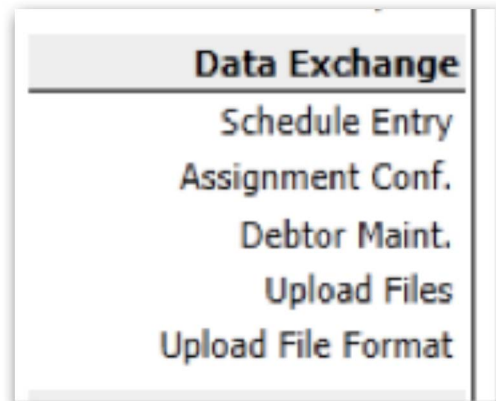 Data Exchange
Schedule Entry
Assignment Conf.
Debtor Maint.
Upload Files
Upload File Format